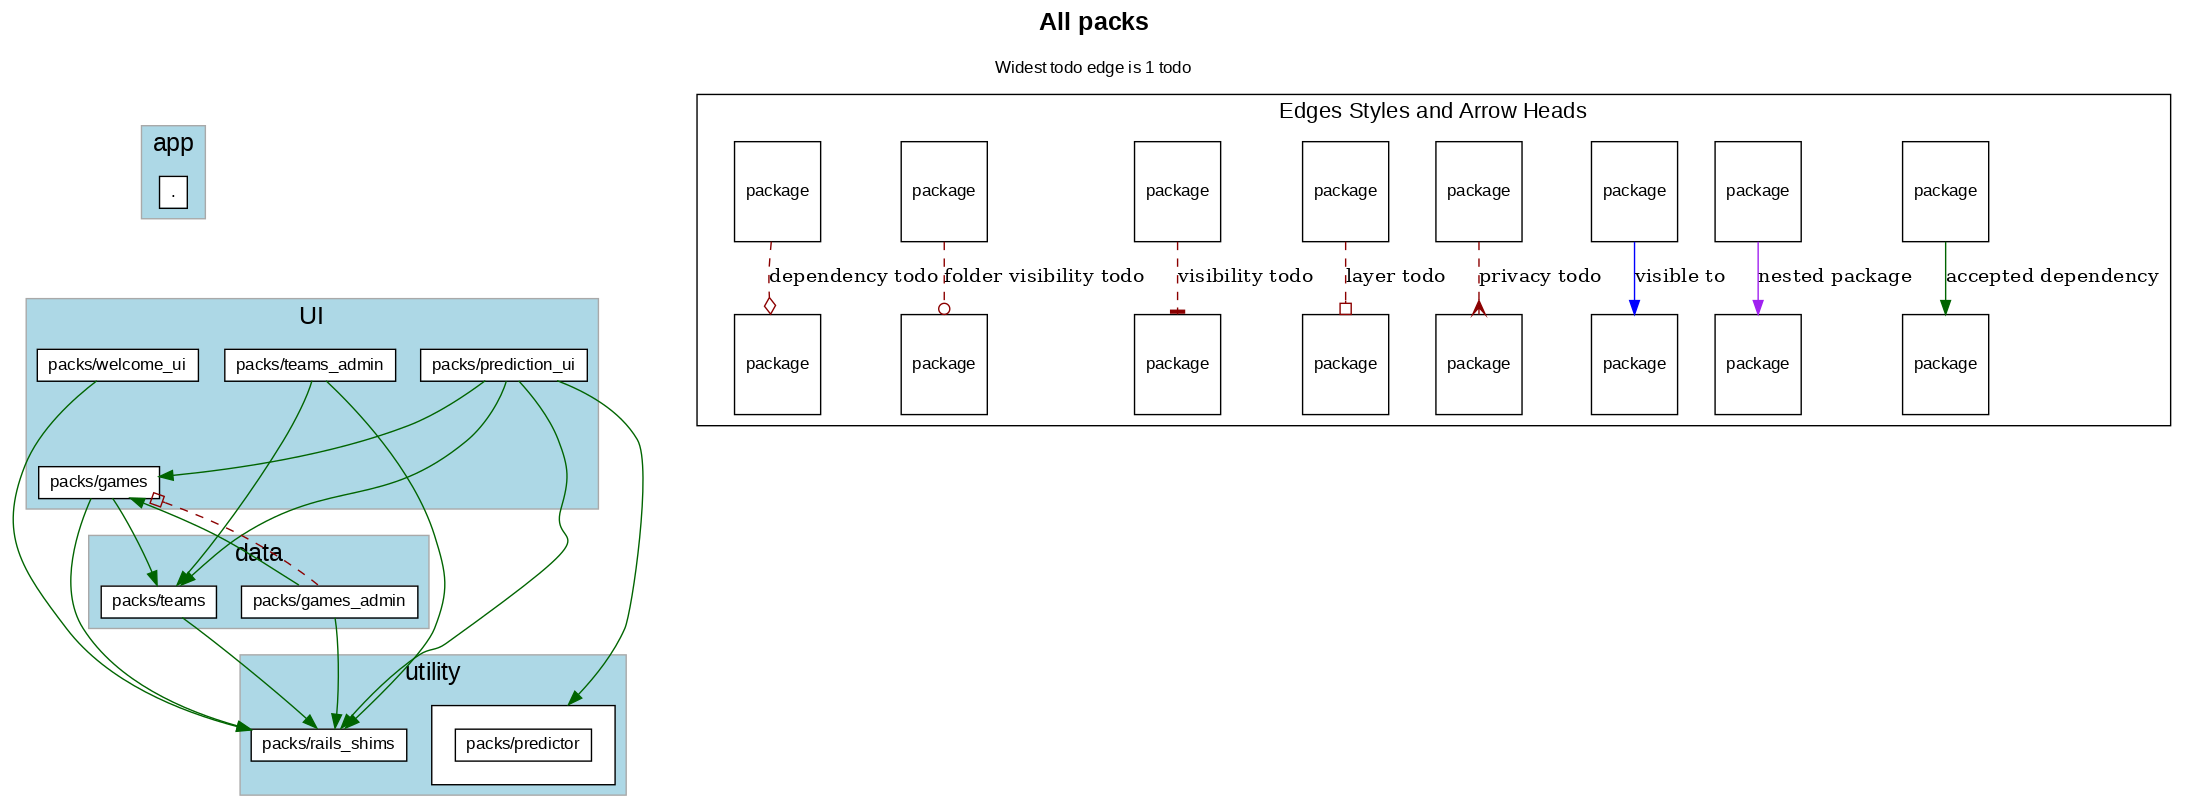 All packs
Widest todo edge is 1 todo
app
.
UI
packs/welcome_ui
packs/teams_admin
packs/prediction_ui
packs/games
data
packs/teams
packs/games_admin
utility
packs/rails_shims
packs/predictor
Edges Styles and Arrow Heads
package
package
package
package
package
package
package
package
dependency todo
folder visibility todo
visibility todo
layer todo
privacy todo
visible to
nested package
accepted dependency
package
package
package
package
package
package
package
package